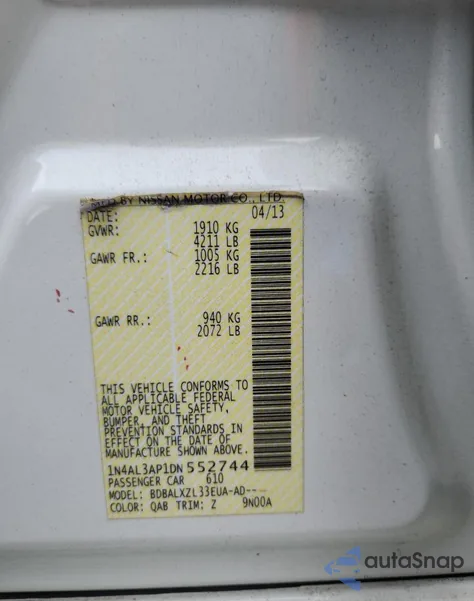 MFD BY NISSAN MOTOR CO., LTD.
DATE: 04/13
GVWR: 1910 KG
4211 LB
GAWR FR.: 1005 KG
2216 LB
GAWR RR.: 940 KG
2072 LB
THIS VEHICLE CONFORMS TO
ALL APPLICABLE FEDERAL
MOTOR VEHICLE SAFETY,
BUMPER, AND THEFT
PREVENTION STANDARDS IN
EFFECT ON THE DATE OF
MANUFACTURE SHOWN ABOVE.
1N4AL3AP1DN552744
PASSENGER CAR 610
MODEL: BDBALXZL33EUA-AD--
COLOR: QAB TRIM: Z 9N00A
autoSnap